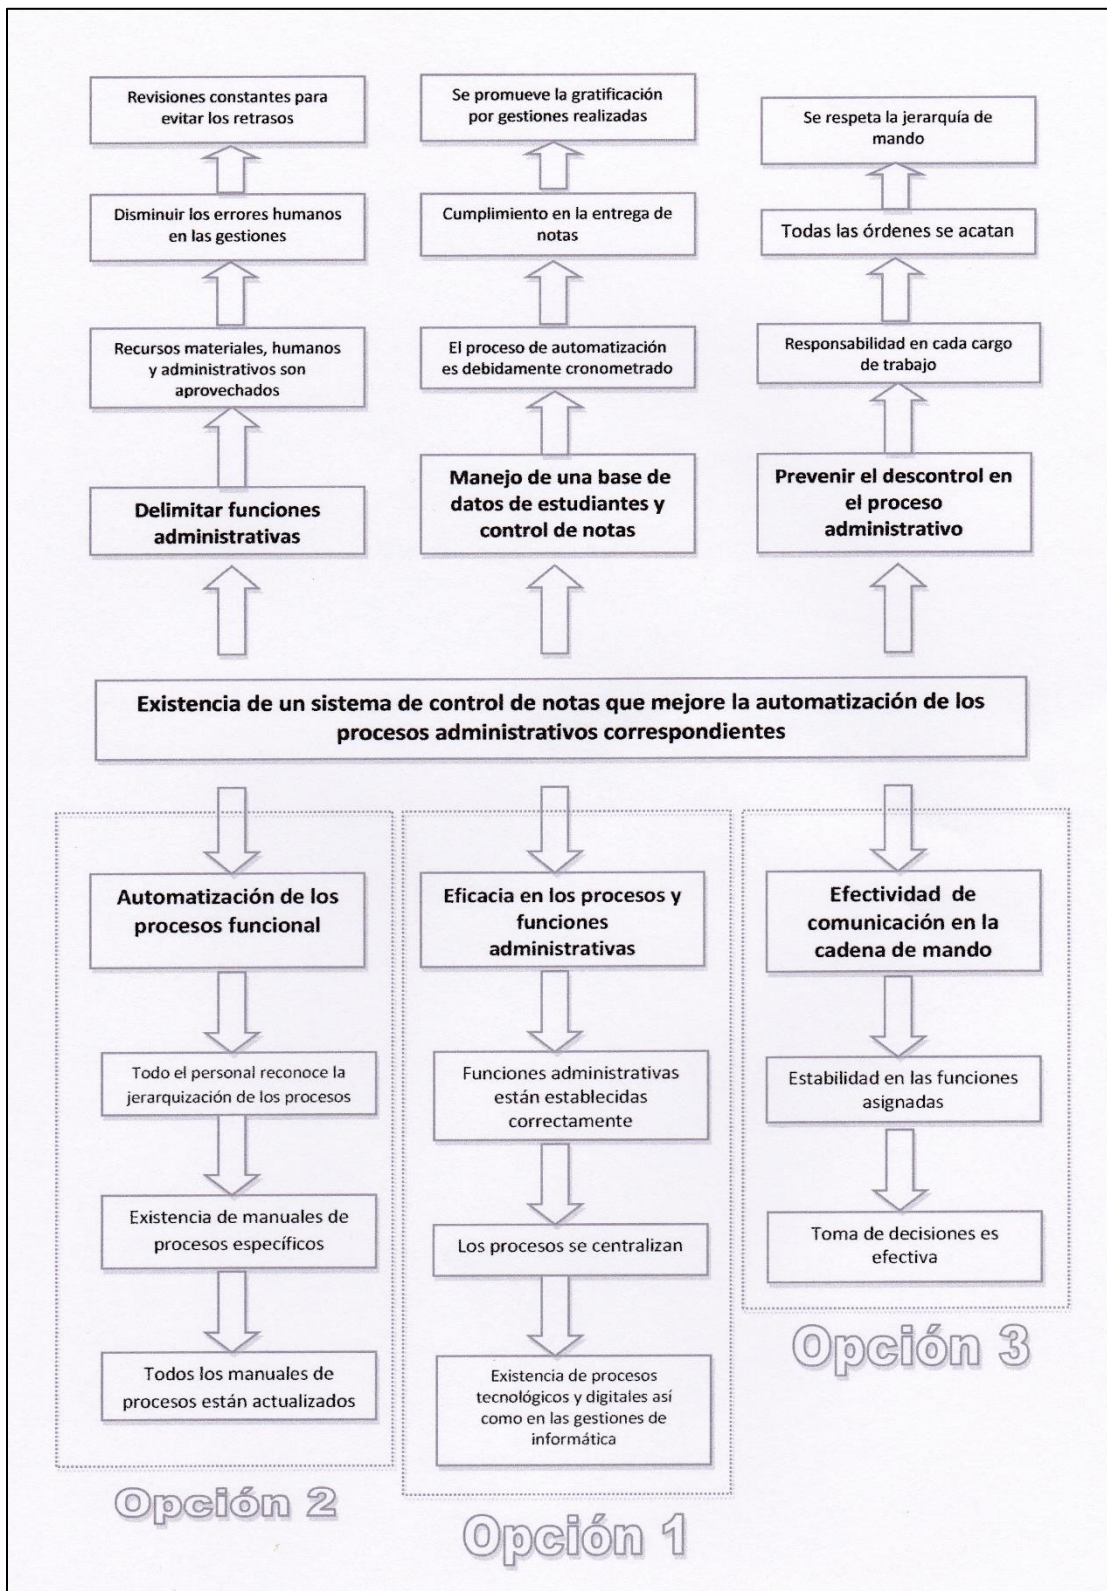 Revisiones constantes para
evitar los retrasos
Se promueve la gratificación
por gestiones realizadas
Se respeta la jerarquía de
mando
Disminuir los errores humanos
en las gestiones
Cumplimiento en la entrega de
notas
Todas las órdenes se acatan
Recursos materiales, humanos
y administrativos son
aprovechados
El proceso de automatización
es debidamente cronometrado
Responsabilidad en cada cargo
de trabajo
Delimitar funciones
administrativas
Manejo de una base de
datos de estudiantes y
control de notas
Prevenir el descontrol en
el proceso
administrativo
Existencia de un sistema de control de notas que mejore la automatización de los
procesos administrativos correspondientes
Automatización de los
procesos funcional
Eficacia en los procesos y
funciones
administrativas
Efectividad de
comunicación en la
cadena de mando
Todo el personal reconoce la
jerarquización de los procesos
Funciones administrativas
están establecidas
correctamente
Estabilidad en las funciones
asignadas
Existencia de manuales de
procesos específicos
Los procesos se centralizan
Toma de decisiones es
efectiva
Todos los manuales de
procesos están actualizados
Existencia de procesos
tecnológicos y digitales así
como en las gestiones de
informática
Opción 3
Opción 2
Opción 1